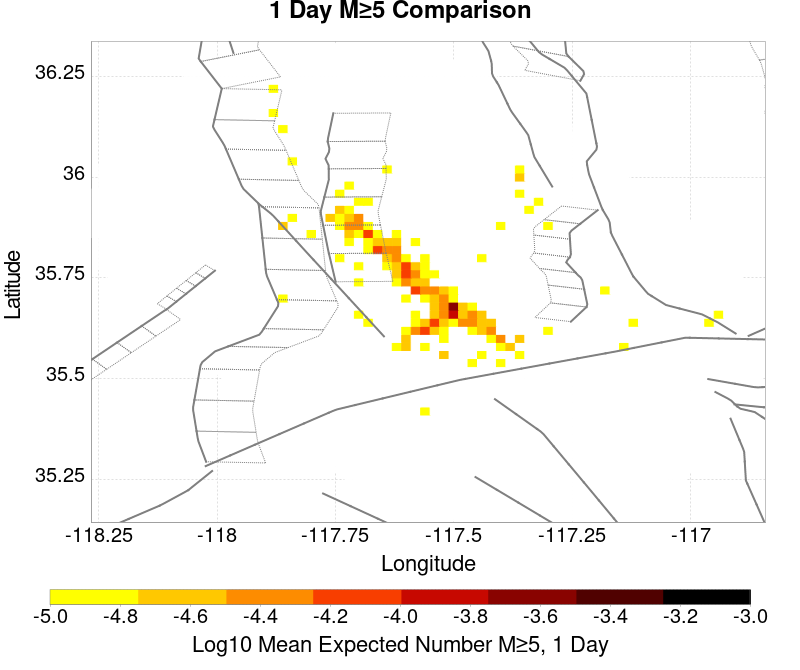 1 Day M≥5 Comparison
36.25
36
35.75
35.5
35.25
Latitude
-118.25 -118 -117.75 -117.5 -117.25 -117
Longitude
-5.0 -4.8 -4.6 -4.4 -4.2 -4.0 -3.8 -3.6 -3.4 -3.2 -3.0
Log10 Mean Expected Number M≥5, 1 Day